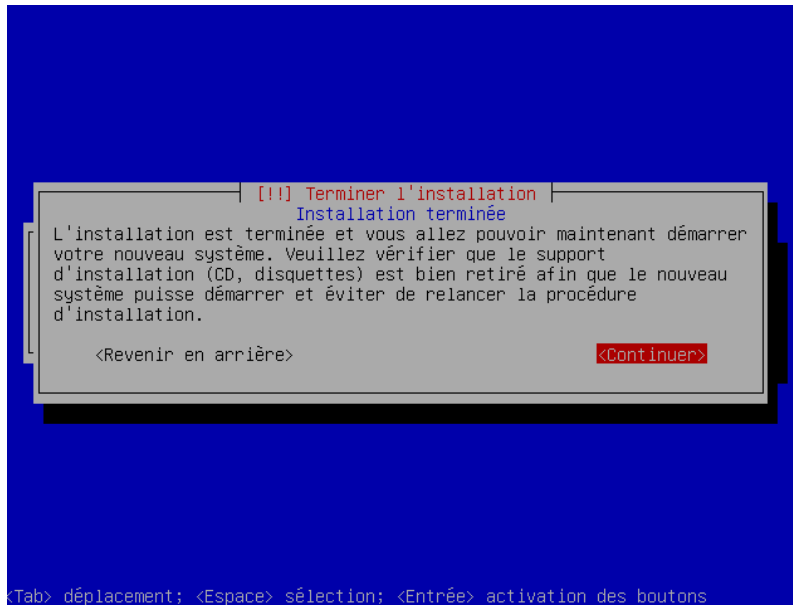 [!!] Terminer l'installation
Installation terminée
L'installation est terminée et vous allez pouvoir maintenant démarrer
votre nouveau système. Veuillez vérifier que le support
d'installation (CD, disquettes) est bien retiré afin que le nouveau
système puisse démarrer et éviter de relancer la procédure
d'installation.
<Revenir en arrière> <Continuer>
<Tab> déplacement; <Espace> sélection; <Entrée> activation des boutons